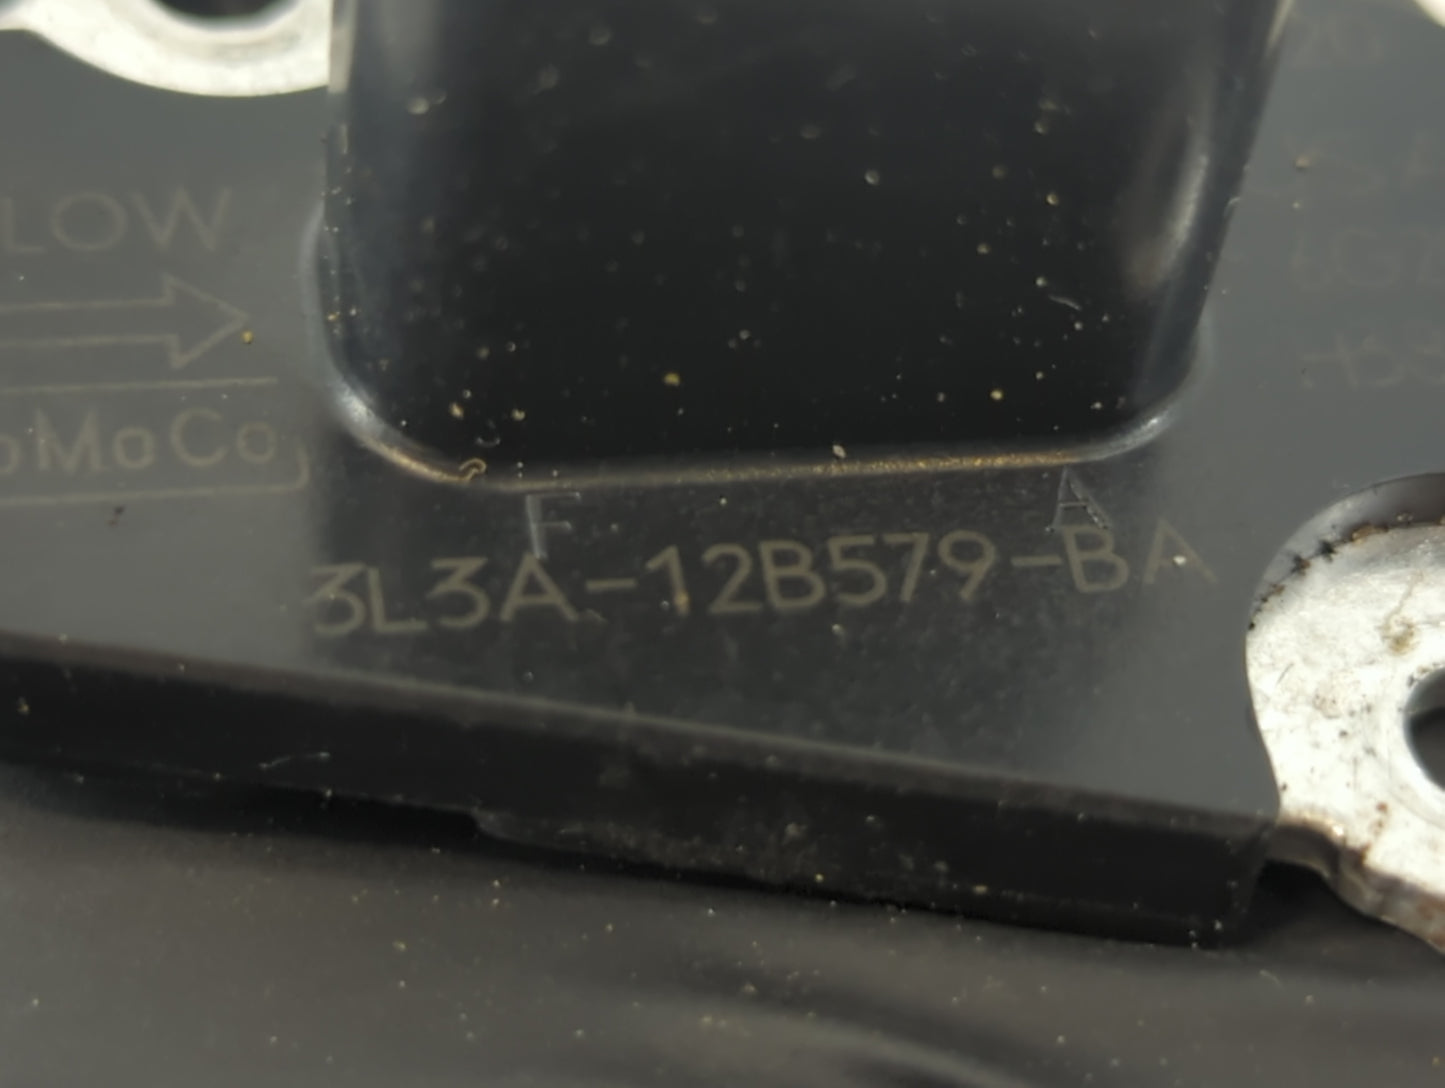 LOW
oMoCo
F A
3L3A-12B579-BA